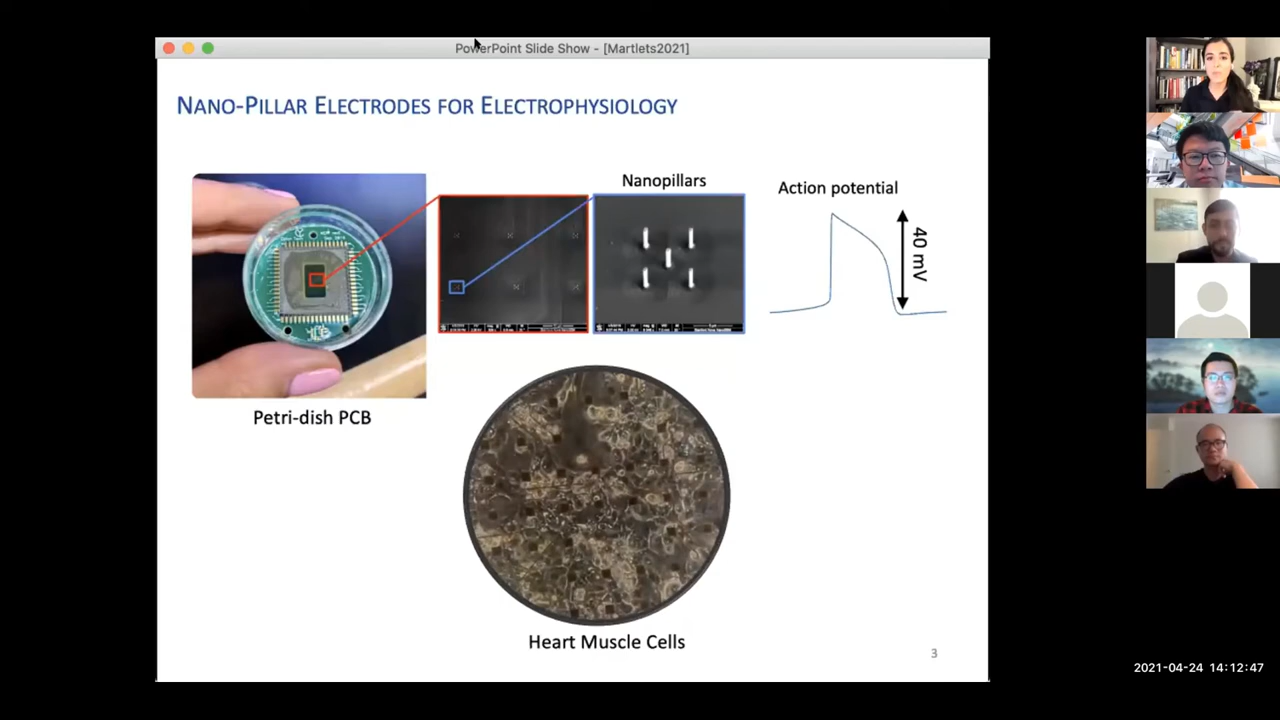 PowerPoint Slide Show - [Martlets2021]
NANO-PILLAR ELECTRODES FOR ELECTROPHYSIOLOGY
Nanopillars
Action potential
40 mV
Petri-dish PCB
Heart Muscle Cells
3
2021-04-24 14:12:47